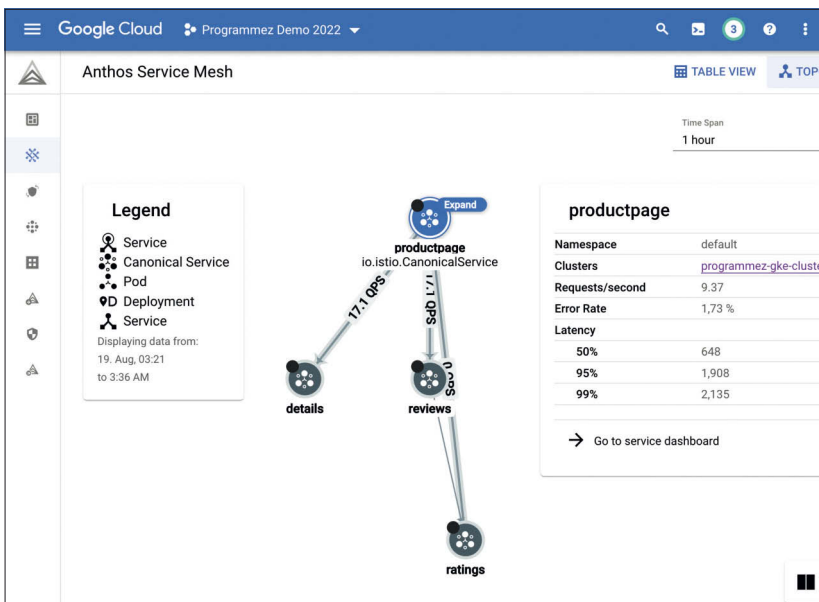 Google Cloud
Programmez Demo 2022
3
?
Anthos Service Mesh
TABLE VIEW
TOP
Time Span
1 hour
Legend
Service
Canonical Service
Pod
D Deployment
Service
Displaying data from:
19. Aug, 03:21
to 3:36 AM
Expand
productpage
io.istio.CanonicalService
17.1 QPS
17.1 QPS
0 QPS
details
reviews
ratings
productpage
Namespace default
Clusters programmez-gke-cluste
Requests/second 9.37
Error Rate 1,73 %
Latency
50% 648
95% 1,908
99% 2,135
Go to service dashboard